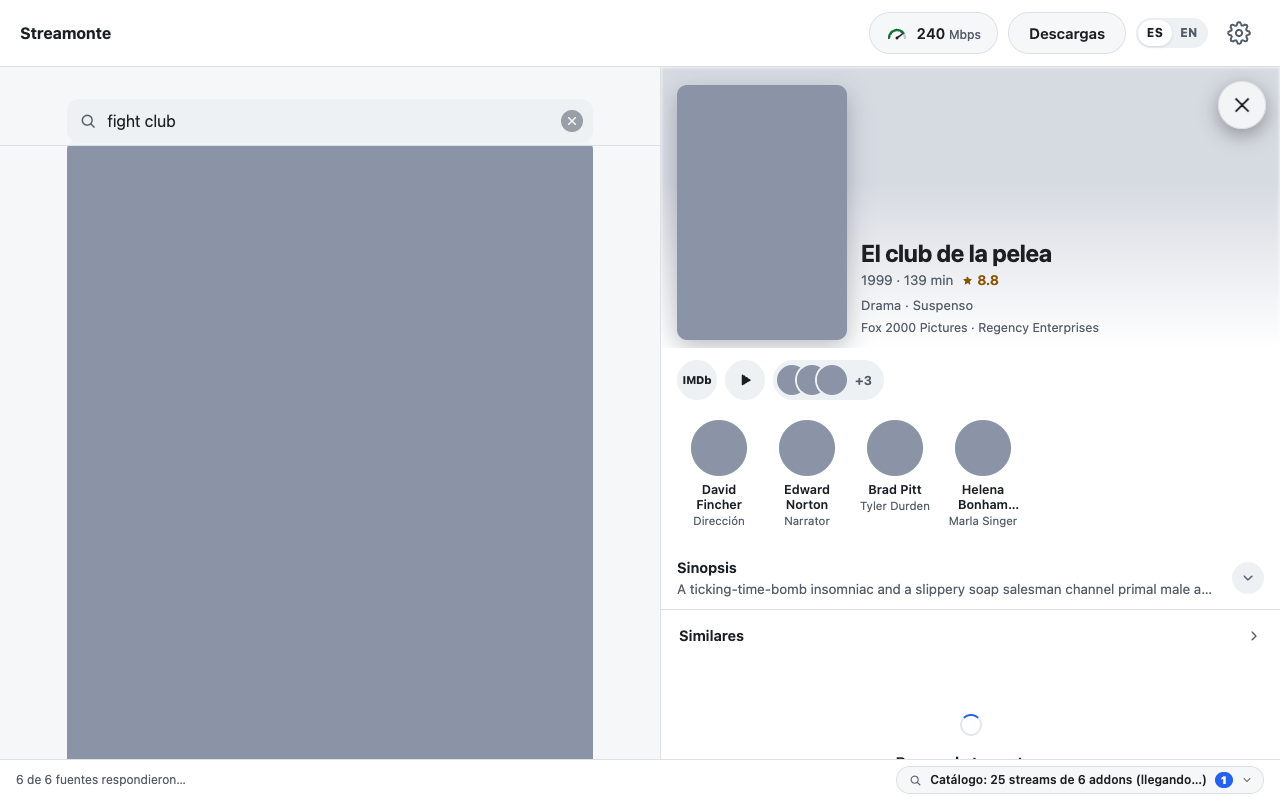 Streamonte
240 Mbps
Descargas
ES EN
fight club
El club de la pelea
1999 · 139 min ★ 8.8
Drama · Suspenso
Fox 2000 Pictures · Regency Enterprises
IMDb
+3
David
Fincher
Dirección
Edward
Norton
Narrator
Brad Pitt
Tyler Durden
Helena
Bonham...
Marla Singer
Sinopsis
A ticking-time-bomb insomniac and a slippery soap salesman channel primal male a...
Similares
6 de 6 fuentes respondieron...
Catálogo: 25 streams de 6 addons (llegando...) 1